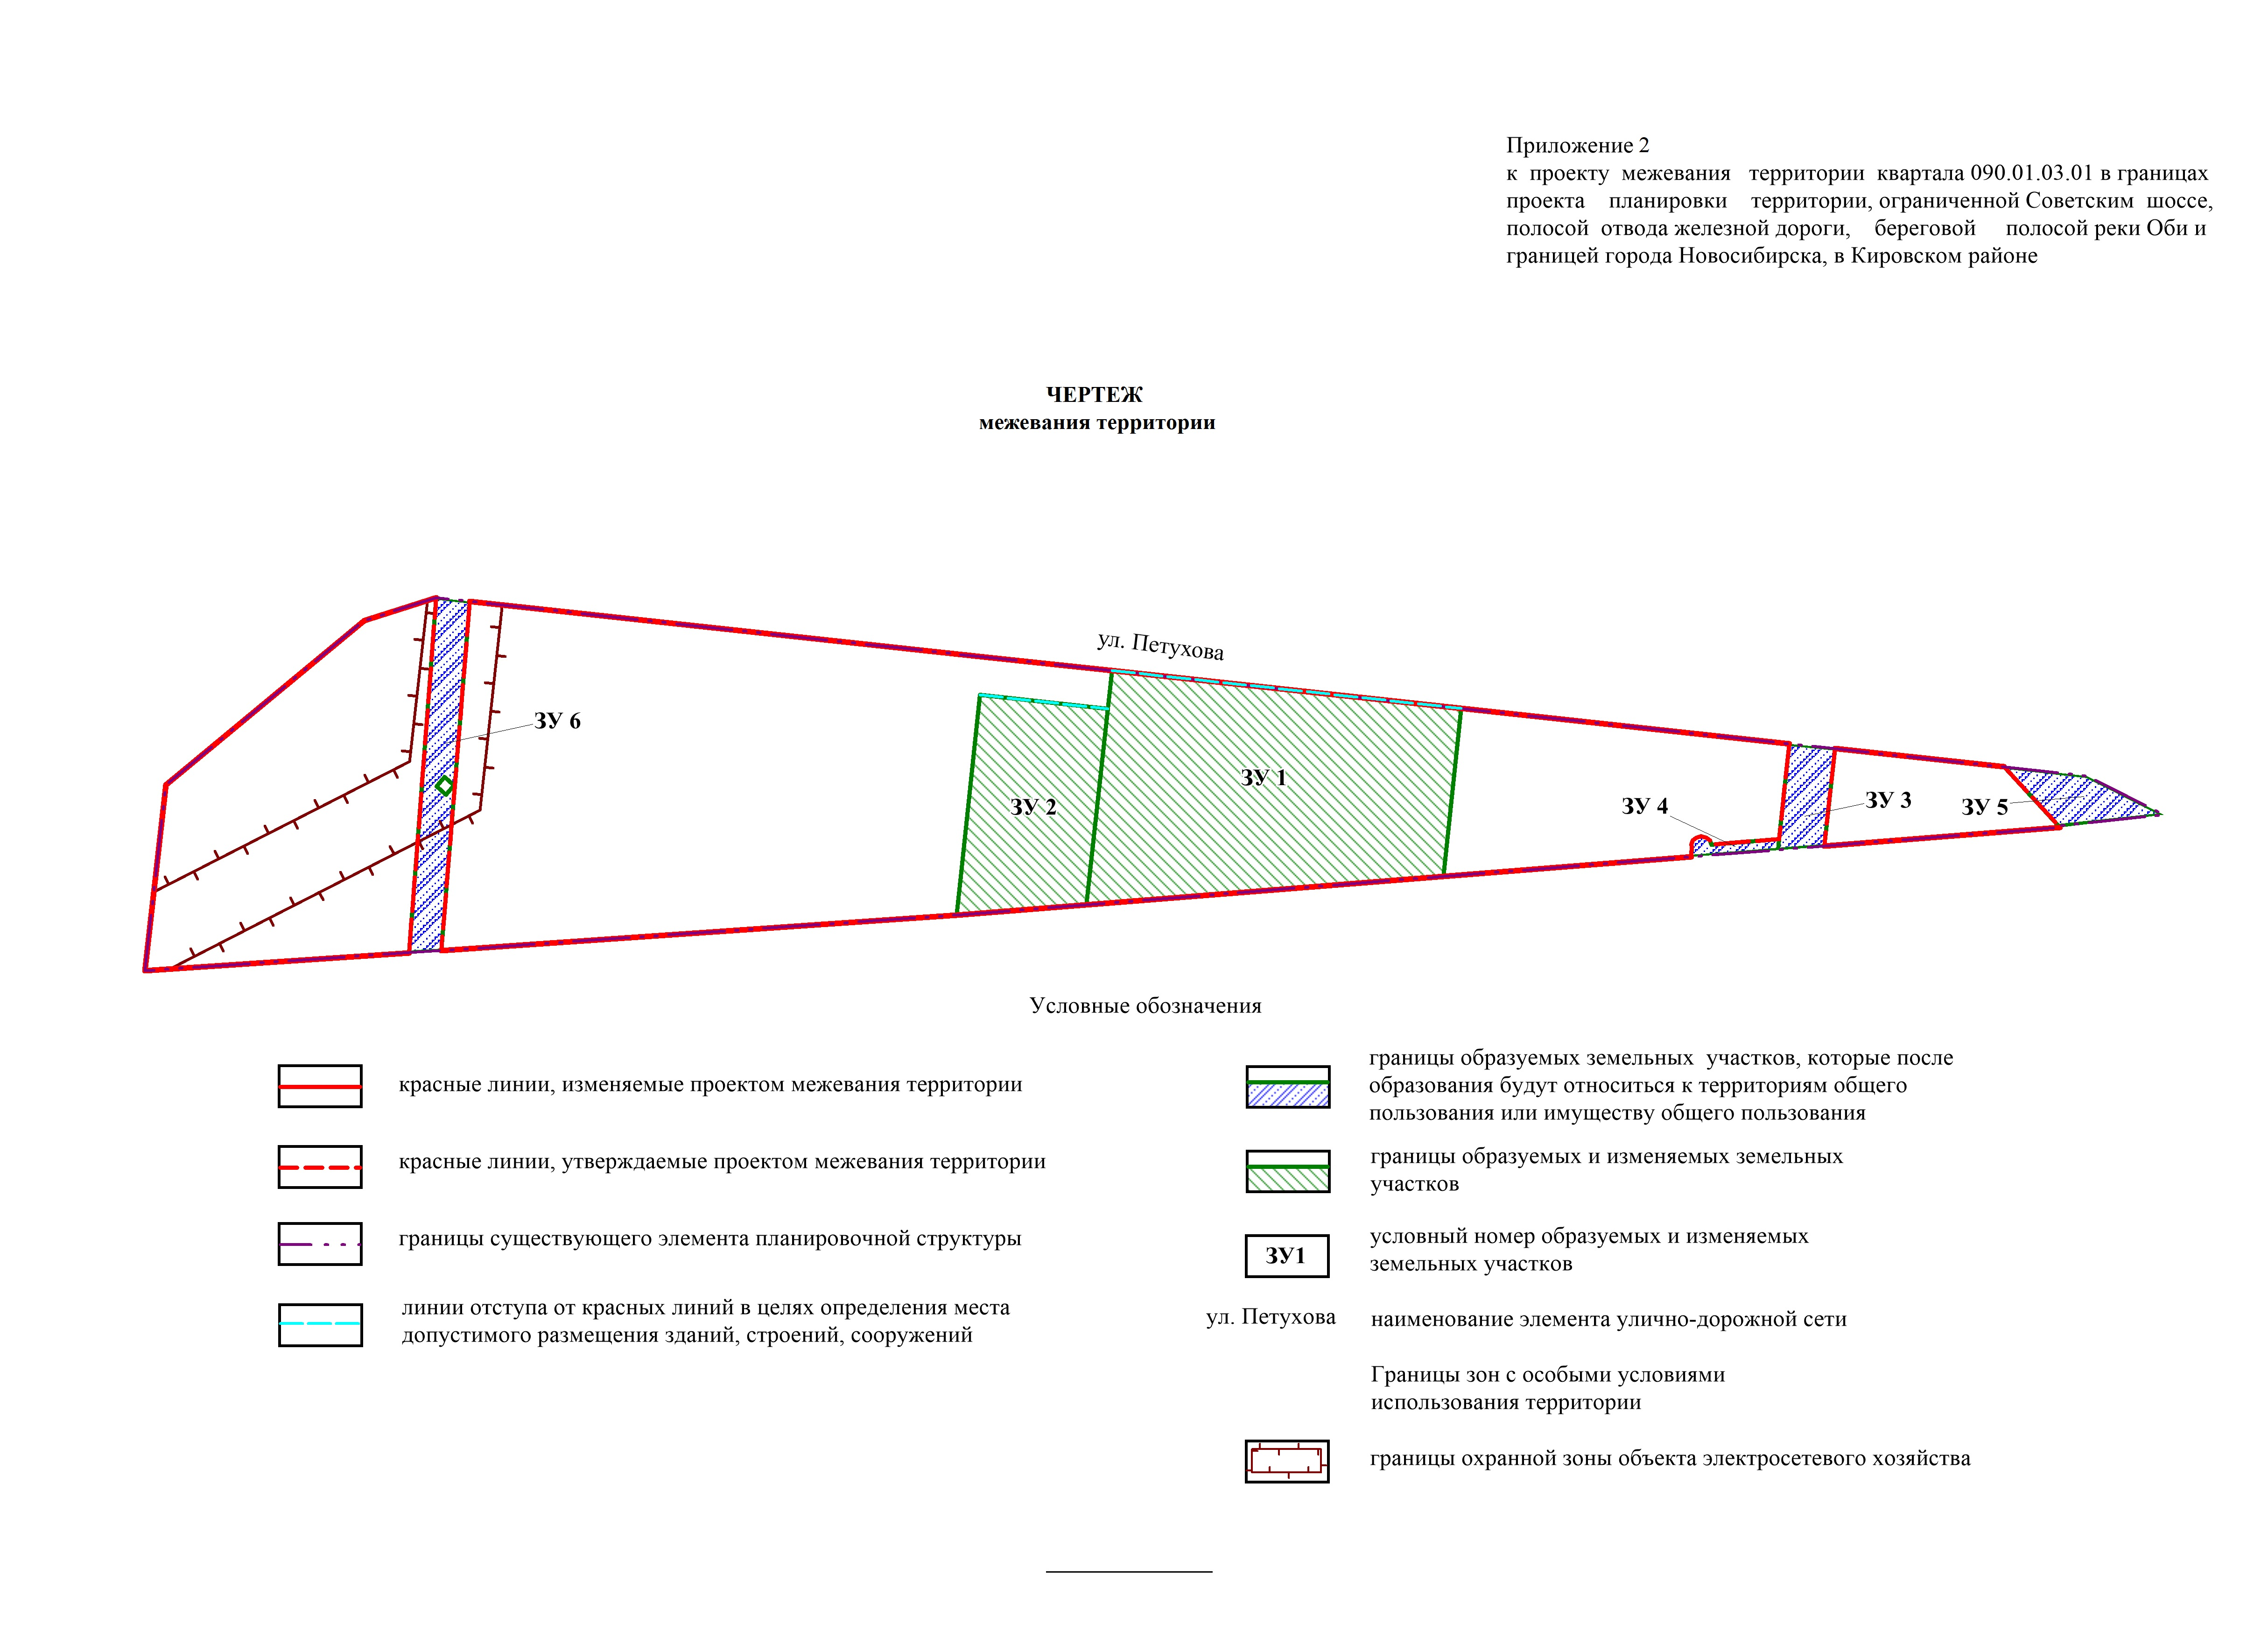 Приложение 2
к проекту межевания территории квартала 090.01.03.01 в границах
проекта планировки территории, ограниченной Советским шоссе,
полосой отвода железной дороги, береговой полосой реки Оби и
границей города Новосибирска, в Кировском районе
ЧЕРТЕЖ
межевания территории
ул. Петухова
ЗУ 6
ЗУ 2
ЗУ 1
ЗУ 4
ЗУ 3
ЗУ 5
Условные обозначения
красные линии, изменяемые проектом межевания территории
красные линии, утверждаемые проектом межевания территории
границы существующего элемента планировочной структуры
линии отступа от красных линий в целях определения места
допустимого размещения зданий, строений, сооружений
границы образуемых земельных участков, которые после
образования будут относиться к территориям общего
пользования или имуществу общего пользования
границы образуемых и изменяемых земельных
участков
ЗУ1
условный номер образуемых и изменяемых
земельных участков
ул. Петухова
наименование элемента улично-дорожной сети
Границы зон с особыми условиями
использования территории
границы охранной зоны объекта электросетевого хозяйства